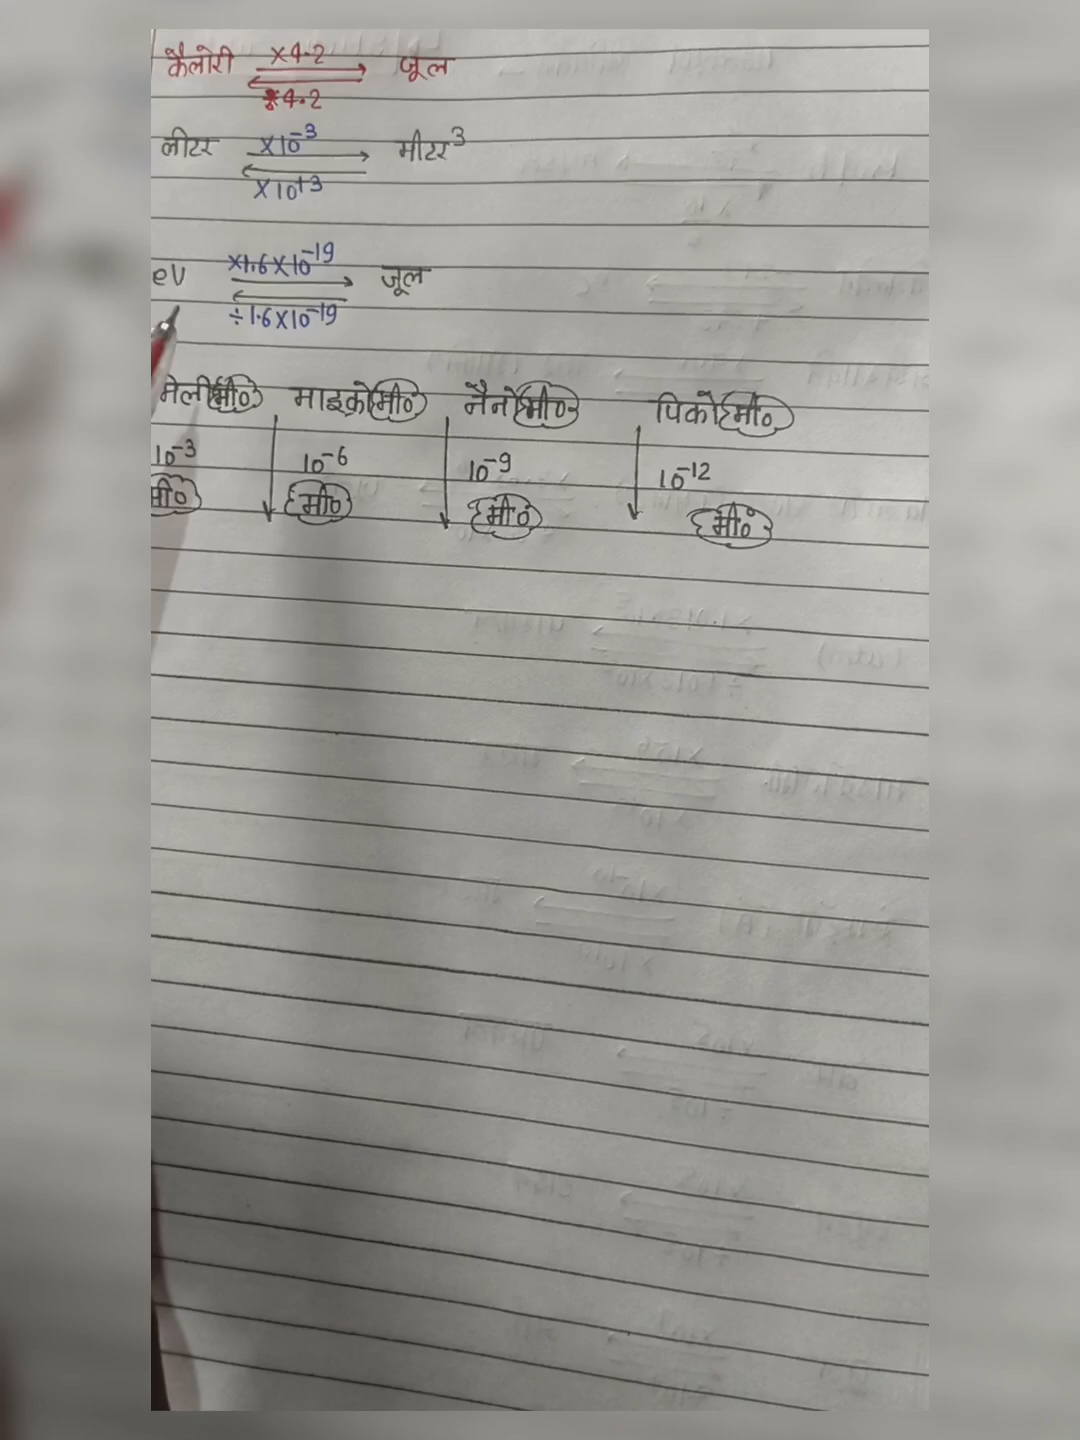 कैलोरी ×4.2 जूल
÷4.2
लीटर ×10⁻³ मीटर³
×10⁺³
eV ×1.6×10⁻¹⁹ जूल
÷1.6×10⁻¹⁹
मिली मी० माइक्रो मी० नैनो मी० पिको मी०
10⁻³ 10⁻⁶ 10⁻⁹ 10⁻¹²
मी० मी० मी० मी०